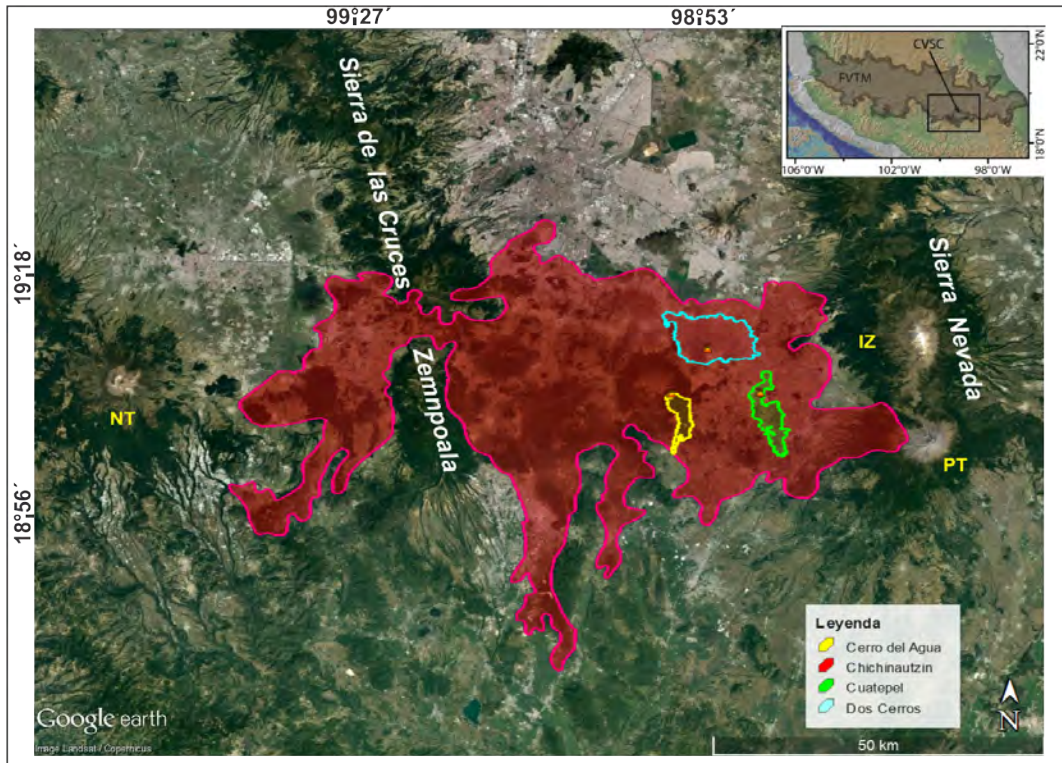 99°27´
98°53´
22°N
CVSC
FVTM
18°N
106°0'W
102°0'W
98°0'W
Sierra de las Cruces
19°18´
Sierra Nevada
IZ
NT
Zemnpoala
PT
18°56´
Leyenda
Cerro del Agua
Chichinautzin
Cuatepel
Dos Cerros
N
Google earth
Image Landsat / Copernicus
50 km